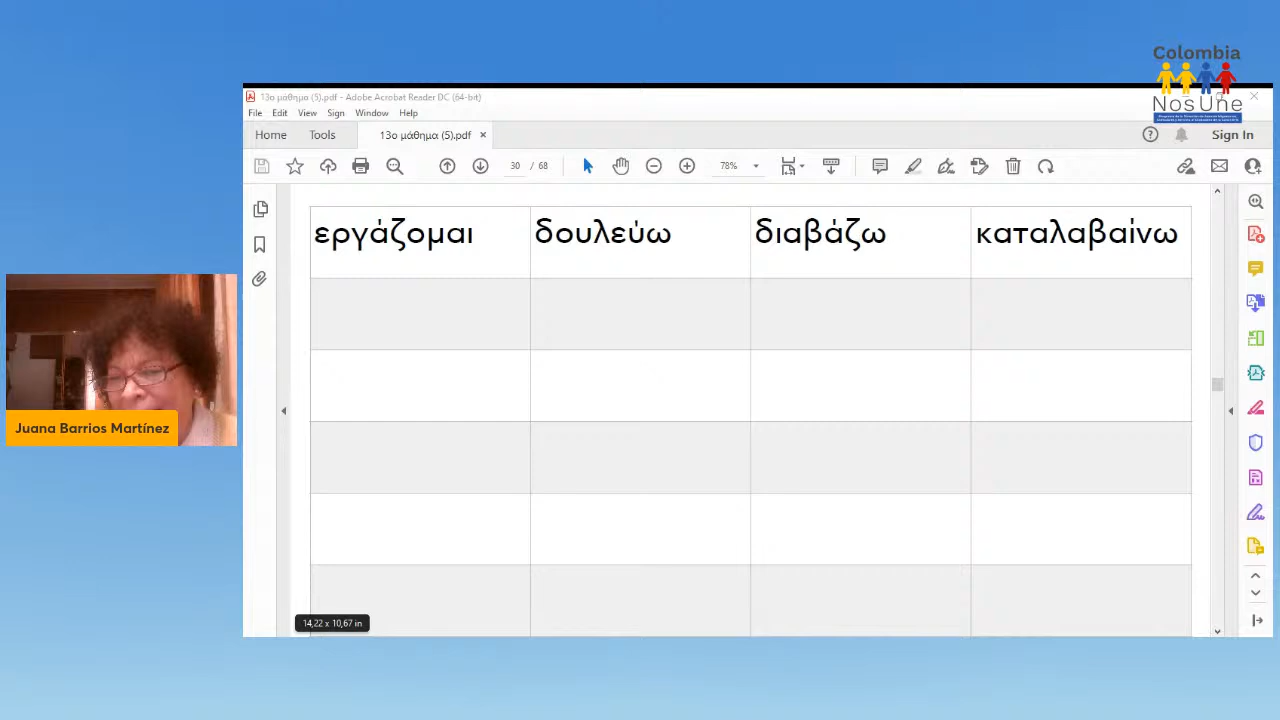 Colombia
NosUne
13ο μάθημα (5).pdf - Adobe Acrobat Reader DC (64-bit)
File Edit View Sign Window Help
Home Tools 13ο μάθημα (5).pdf × Sign In
30 / 68 78%
εργάζομαι δουλεύω διαβάζω καταλαβαίνω
Juana Barrios Martínez
14,22 x 10,67 in